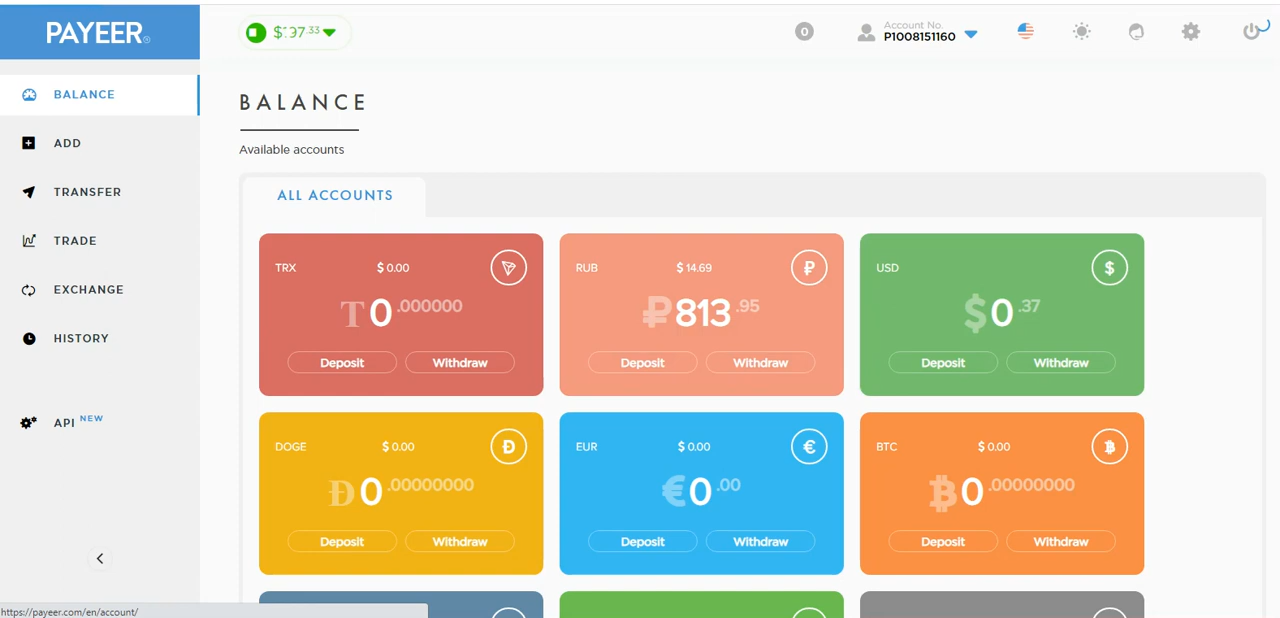 PAYEER®
Account No.
P1008151160
0
BALANCE
ADD
TRANSFER
TRADE
EXCHANGE
HISTORY
API NEW
BALANCE
Available accounts
ALL ACCOUNTS
TRX $ 0.00
T 0.000000
Deposit Withdraw
RUB $ 14.69 ₽
₽ 813.95
Deposit Withdraw
USD $
$ 0.37
Deposit Withdraw
DOGE $ 0.00 Ð
Ð 0.00000000
Deposit Withdraw
EUR $ 0.00 €
€ 0.00
Deposit Withdraw
BTC $ 0.00 ₿
₿ 0.00000000
Deposit Withdraw
https://payeer.com/en/account/